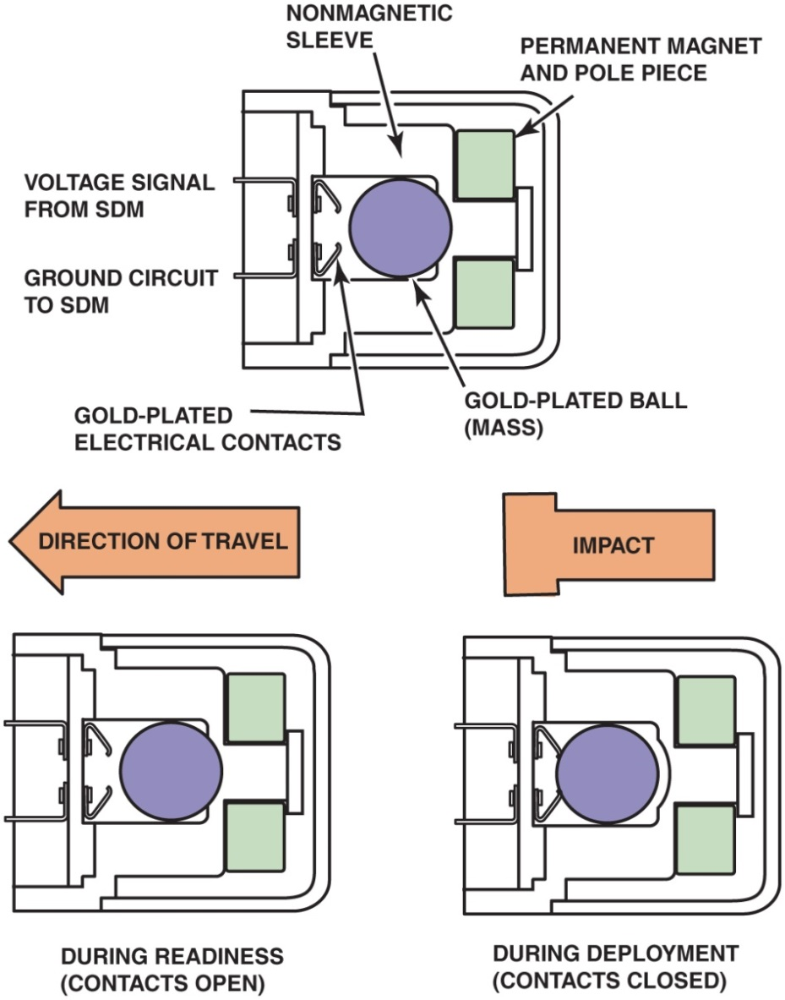 NONMAGNETIC
SLEEVE
PERMANENT MAGNET
AND POLE PIECE
VOLTAGE SIGNAL
FROM SDM
GROUND CIRCUIT
TO SDM
GOLD-PLATED
ELECTRICAL CONTACTS
GOLD-PLATED BALL
(MASS)
DIRECTION OF TRAVEL
IMPACT
DURING READINESS
(CONTACTS OPEN)
DURING DEPLOYMENT
(CONTACTS CLOSED)